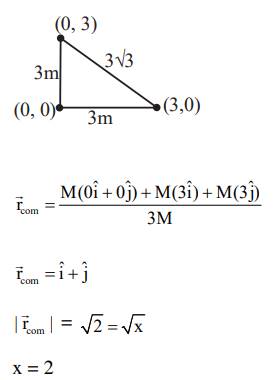 (0, 3)
3m
3√3
(0, 0)
(3,0)
3m
r⃗com = M(0î + 0ĵ) + M(3î) + M(3ĵ) / 3M
r⃗com = î + ĵ
|r⃗com| = √2 = √x
x = 2